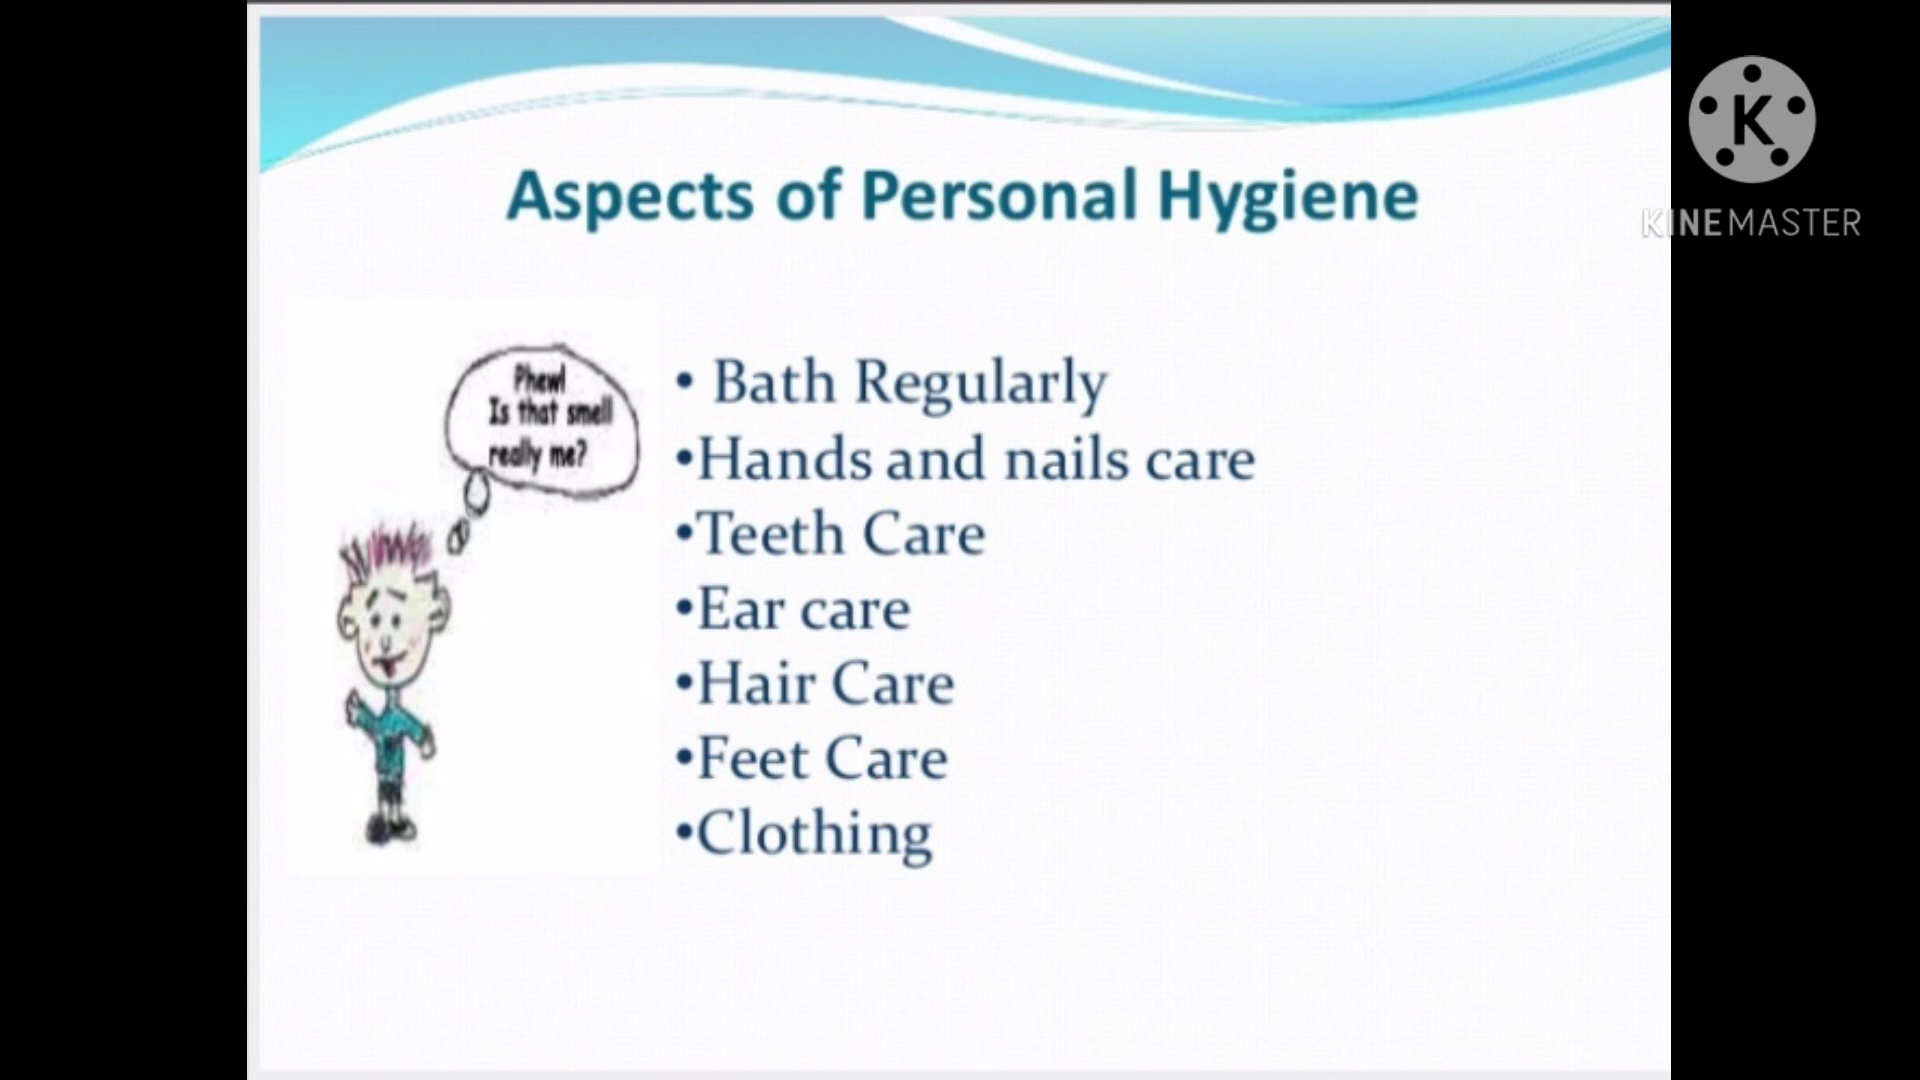 Aspects of Personal Hygiene
K
KINEMASTER
Phew!
Is that smell
really me?
• Bath Regularly
•Hands and nails care
•Teeth Care
•Ear care
•Hair Care
•Feet Care
•Clothing